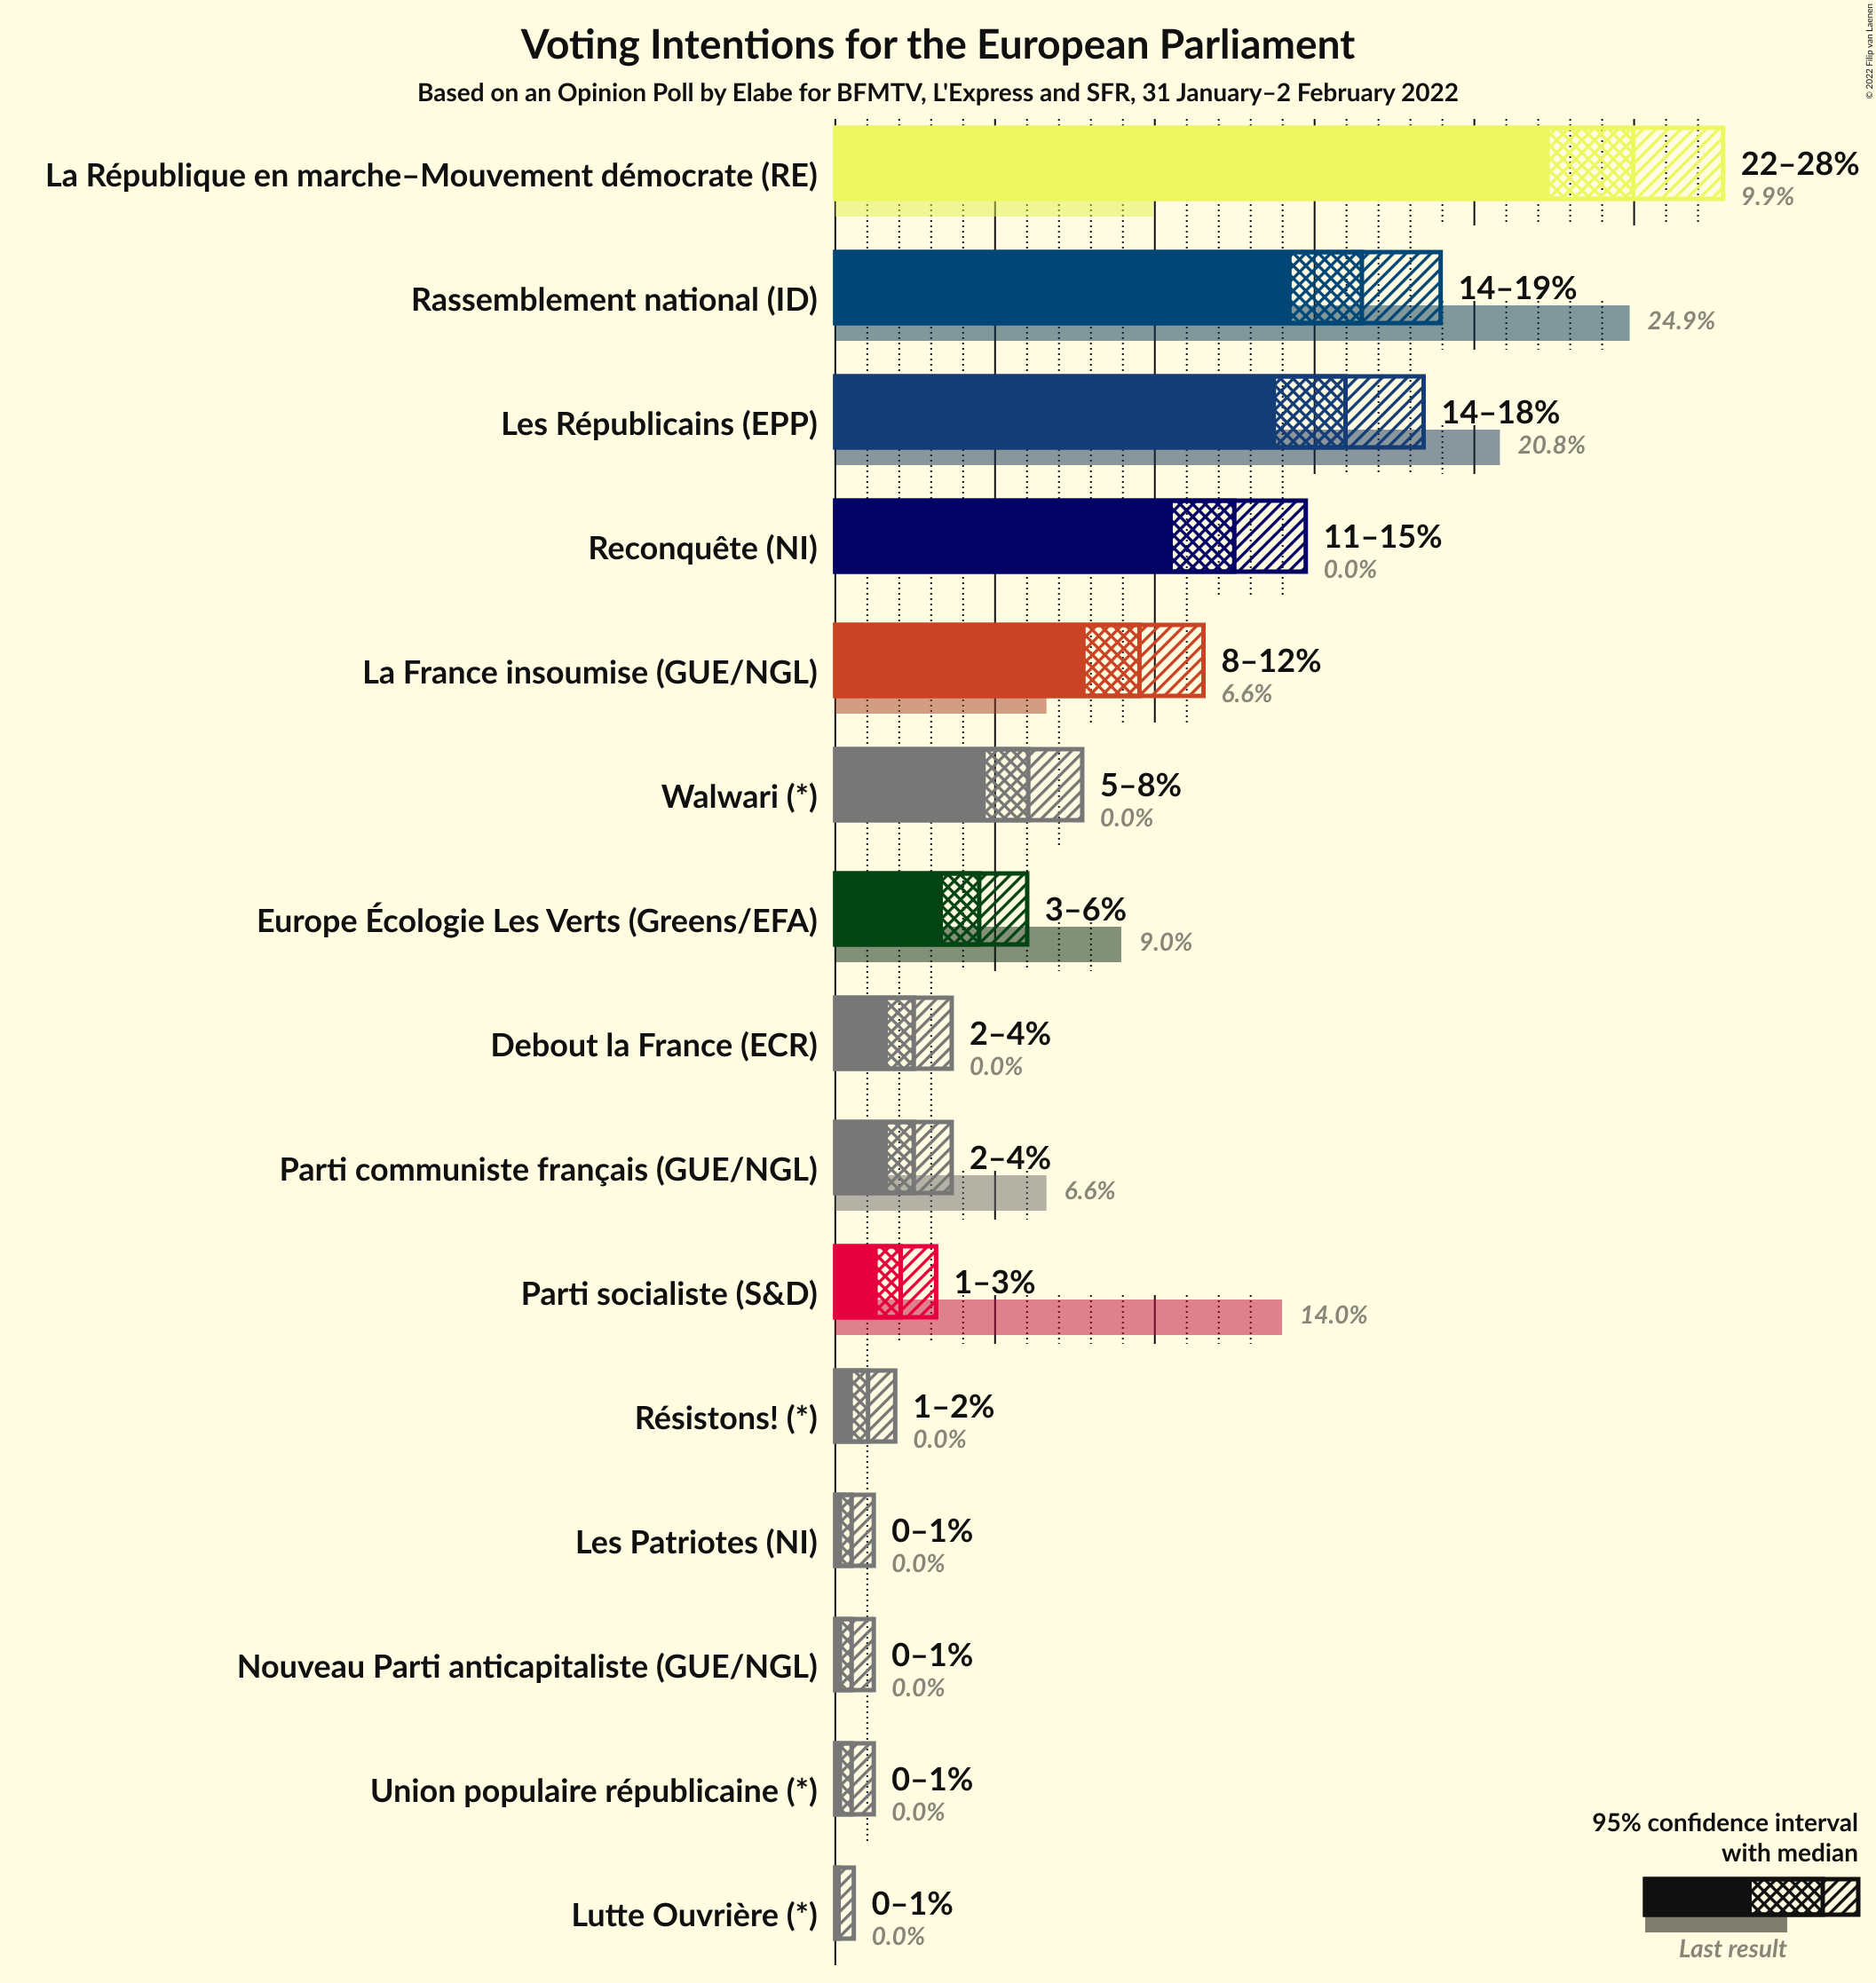 Voting Intentions for the European Parliament
Based on an Opinion Poll by Elabe for BFMTV, L'Express and SFR, 31 January–2 February 2022
© 2022 Filip van Laenen
La République en marche–Mouvement démocrate (RE)
22–28%
9.9%
Rassemblement national (ID)
14–19%
24.9%
Les Républicains (EPP)
14–18%
20.8%
Reconquête (NI)
11–15%
0.0%
La France insoumise (GUE/NGL)
8–12%
6.6%
Walwari (*)
5–8%
0.0%
Europe Écologie Les Verts (Greens/EFA)
3–6%
9.0%
Debout la France (ECR)
2–4%
0.0%
Parti communiste français (GUE/NGL)
2–4%
6.6%
Parti socialiste (S&D)
1–3%
14.0%
Résistons! (*)
1–2%
0.0%
Les Patriotes (NI)
0–1%
0.0%
Nouveau Parti anticapitaliste (GUE/NGL)
0–1%
0.0%
Union populaire républicaine (*)
0–1%
0.0%
Lutte Ouvrière (*)
0–1%
0.0%
95% confidence interval
with median
Last result